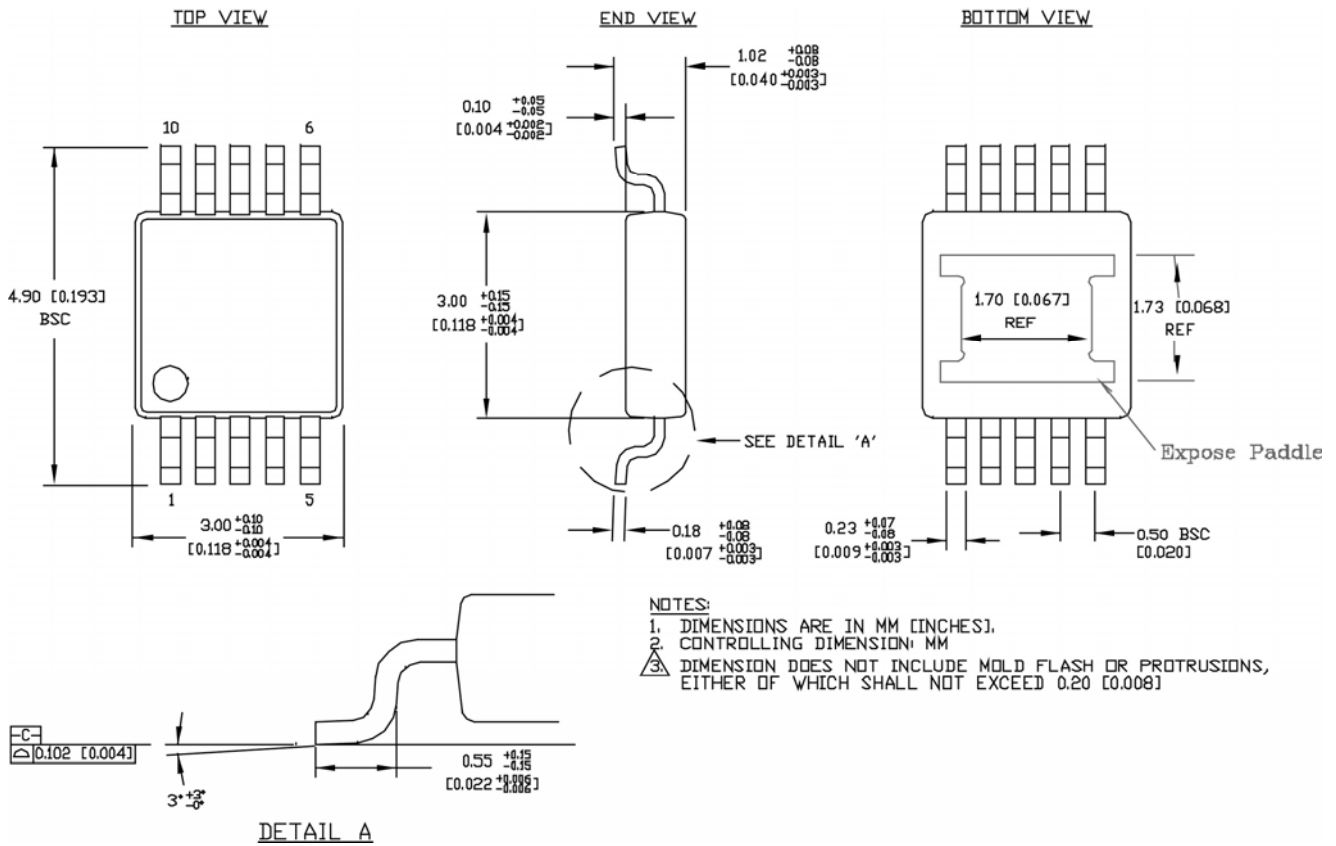 TOP VIEW
END VIEW
BOTTOM VIEW
1.02 +0.08 -0.08
[0.040 +0.003 -0.003]
0.10 +0.05 -0.05
[0.004 +0.002 -0.002]
10
6
4.90 [0.193]
BSC
3.00 +0.15 -0.15
[0.118 +0.004 -0.004]
1.70 [0.067]
REF
1.73 [0.068]
REF
SEE DETAIL 'A'
Expose Paddle
1
5
3.00 +0.10 -0.10
[0.118 +0.004 -0.004]
0.18 +0.08 -0.08
[0.007 +0.003 -0.003]
0.23 +0.07 -0.08
[0.009 +0.003 -0.003]
0.50 BSC
[0.020]
NOTES:
1. DIMENSIONS ARE IN MM [INCHES].
2. CONTROLLING DIMENSION: MM
3. DIMENSION DOES NOT INCLUDE MOLD FLASH OR PROTRUSIONS,
EITHER OF WHICH SHALL NOT EXCEED 0.20 [0.008]
-C-
0.102 [0.004]
3° +3° -0°
0.55 +0.15 -0.15
[0.022 +0.006 -0.006]
DETAIL A